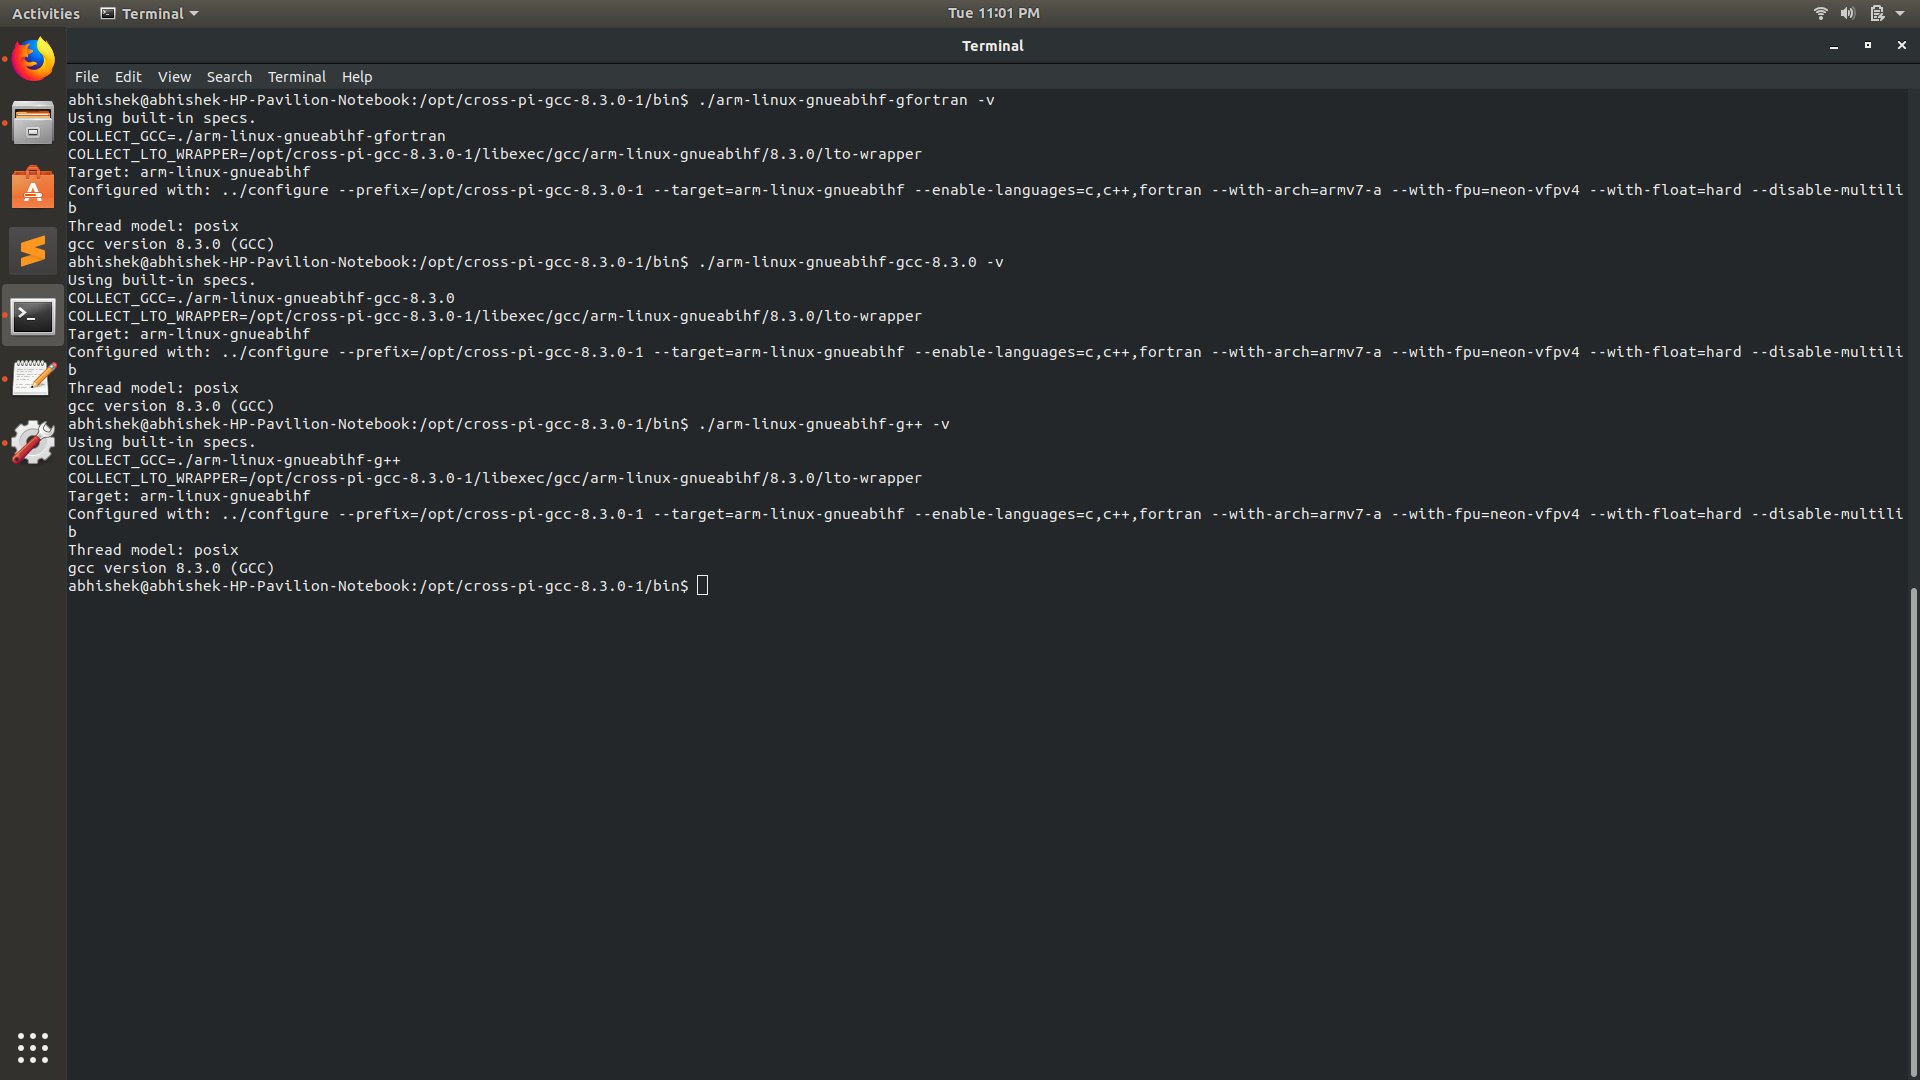 Activities Terminal Tue 11:01 PM
Terminal
File Edit View Search Terminal Help
abhishek@abhishek-HP-Pavilion-Notebook:/opt/cross-pi-gcc-8.3.0-1/bin$ ./arm-linux-gnueabihf-gfortran -v
Using built-in specs.
COLLECT_GCC=./arm-linux-gnueabihf-gfortran
COLLECT_LTO_WRAPPER=/opt/cross-pi-gcc-8.3.0-1/libexec/gcc/arm-linux-gnueabihf/8.3.0/lto-wrapper
Target: arm-linux-gnueabihf
Configured with: ../configure --prefix=/opt/cross-pi-gcc-8.3.0-1 --target=arm-linux-gnueabihf --enable-languages=c,c++,fortran --with-arch=armv7-a --with-fpu=neon-vfpv4 --with-float=hard --disable-multili
b
Thread model: posix
gcc version 8.3.0 (GCC)
abhishek@abhishek-HP-Pavilion-Notebook:/opt/cross-pi-gcc-8.3.0-1/bin$ ./arm-linux-gnueabihf-gcc-8.3.0 -v
Using built-in specs.
COLLECT_GCC=./arm-linux-gnueabihf-gcc-8.3.0
COLLECT_LTO_WRAPPER=/opt/cross-pi-gcc-8.3.0-1/libexec/gcc/arm-linux-gnueabihf/8.3.0/lto-wrapper
Target: arm-linux-gnueabihf
Configured with: ../configure --prefix=/opt/cross-pi-gcc-8.3.0-1 --target=arm-linux-gnueabihf --enable-languages=c,c++,fortran --with-arch=armv7-a --with-fpu=neon-vfpv4 --with-float=hard --disable-multili
b
Thread model: posix
gcc version 8.3.0 (GCC)
abhishek@abhishek-HP-Pavilion-Notebook:/opt/cross-pi-gcc-8.3.0-1/bin$ ./arm-linux-gnueabihf-g++ -v
Using built-in specs.
COLLECT_GCC=./arm-linux-gnueabihf-g++
COLLECT_LTO_WRAPPER=/opt/cross-pi-gcc-8.3.0-1/libexec/gcc/arm-linux-gnueabihf/8.3.0/lto-wrapper
Target: arm-linux-gnueabihf
Configured with: ../configure --prefix=/opt/cross-pi-gcc-8.3.0-1 --target=arm-linux-gnueabihf --enable-languages=c,c++,fortran --with-arch=armv7-a --with-fpu=neon-vfpv4 --with-float=hard --disable-multili
b
Thread model: posix
gcc version 8.3.0 (GCC)
abhishek@abhishek-HP-Pavilion-Notebook:/opt/cross-pi-gcc-8.3.0-1/bin$